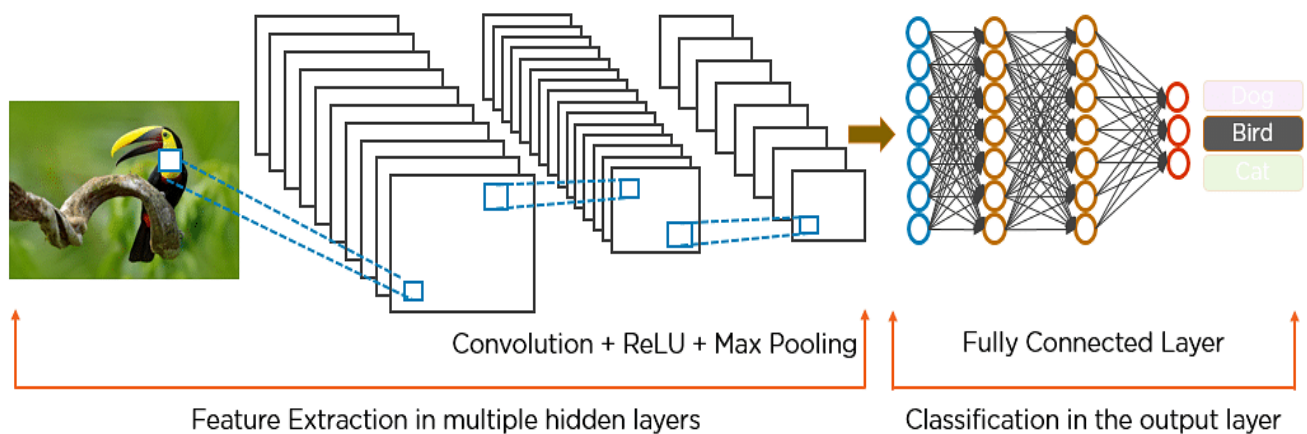 Dog
Bird
Cat
Convolution + ReLU + Max Pooling
Fully Connected Layer
Feature Extraction in multiple hidden layers
Classification in the output layer